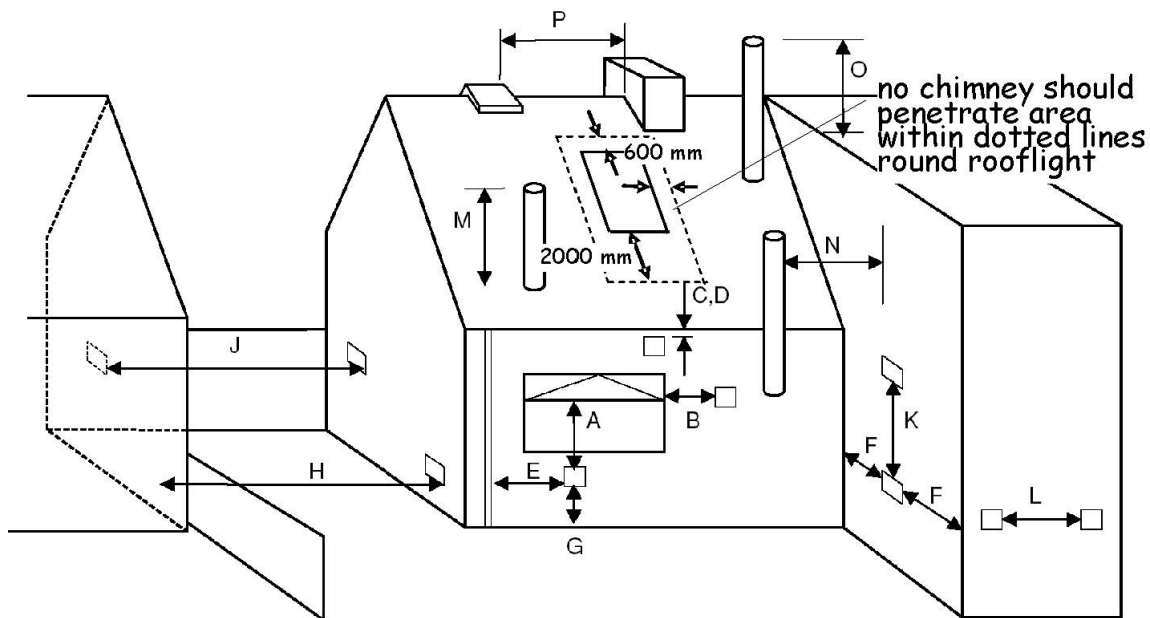 P
O
no chimney should
penetrate area
within dotted lines
round rooflight
600 mm
M
N
2000 mm
C,D
J
A
B
K
F
H
E
F
L
G